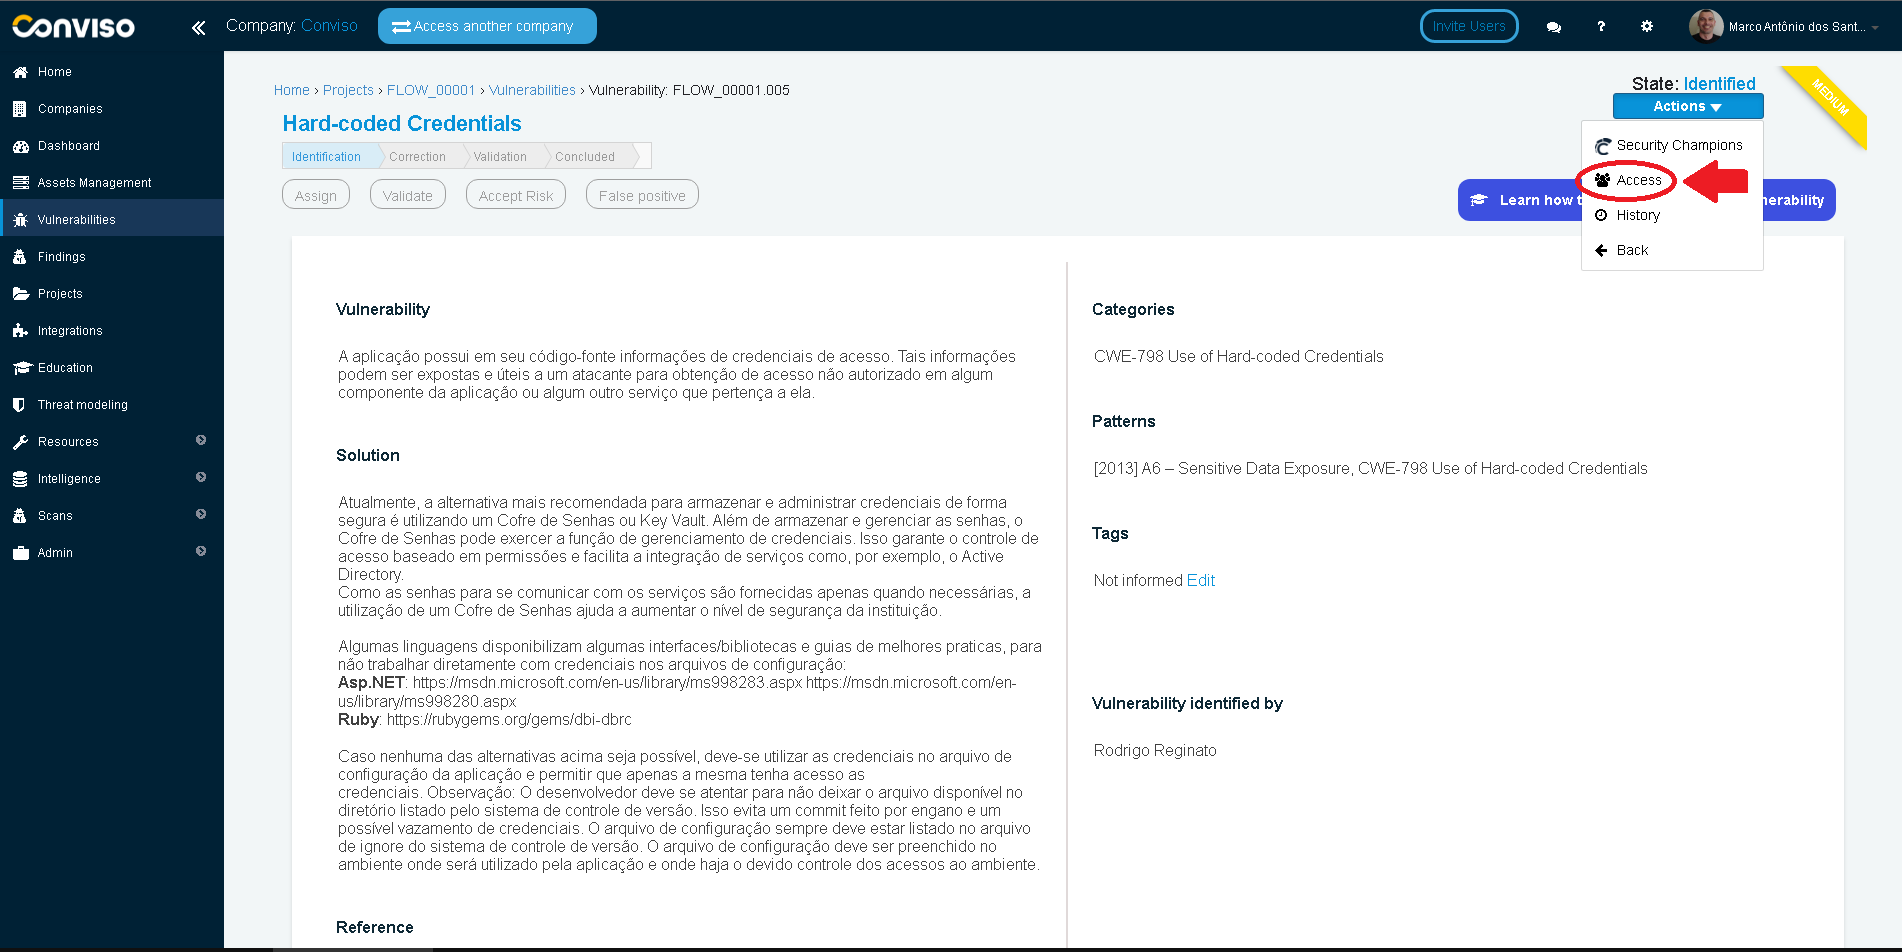 Conviso
Company: Conviso
Access another company
Invite Users
?
Marco Antônio dos Sant...
Home
Companies
Dashboard
Assets Management
Vulnerabilities
Findings
Projects
Integrations
Education
Threat modeling
Resources
Intelligence
Scans
Admin
Home › Projects › FLOW_00001 › Vulnerabilities › Vulnerability: FLOW_00001.005
State: Identified
MEDIUM
Actions
Hard-coded Credentials
Identification
Correction
Validation
Concluded
Security Champions
Access
History
Back
Assign
Validate
Accept Risk
False positive
Learn how
Vulnerability
A aplicação possui em seu código-fonte informações de credenciais de acesso. Tais informações
podem ser expostas e úteis a um atacante para obtenção de acesso não autorizado em algum
componente da aplicação ou algum outro serviço que pertença a ela.
Solution
Atualmente, a alternativa mais recomendada para armazenar e administrar credenciais de forma
segura é utilizando um Cofre de Senhas ou Key Vault. Além de armazenar e gerenciar as senhas, o
Cofre de Senhas pode exercer a função de gerenciamento de credenciais. Isso garante o controle de
acesso baseado em permissões e facilita a integração de serviços como, por exemplo, o Active
Directory.
Como as senhas para se comunicar com os serviços são fornecidas apenas quando necessárias, a
utilização de um Cofre de Senhas ajuda a aumentar o nível de segurança da instituição.
Algumas linguagens disponibilizam algumas interfaces/bibliotecas e guias de melhores praticas, para
não trabalhar diretamente com credenciais nos arquivos de configuração:
Asp.NET: https://msdn.microsoft.com/en-us/library/ms998283.aspx https://msdn.microsoft.com/en-
us/library/ms998280.aspx
Ruby: https://rubygems.org/gems/dbi-dbrc
Caso nenhuma das alternativas acima seja possível, deve-se utilizar as credenciais no arquivo de
configuração da aplicação e permitir que apenas a mesma tenha acesso as
credenciais. Observação: O desenvolvedor deve se atentar para não deixar o arquivo disponível no
diretório listado pelo sistema de controle de versão. Isso evita um commit feito por engano e um
possível vazamento de credenciais. O arquivo de configuração sempre deve estar listado no arquivo
de ignore do sistema de controle de versão. O arquivo de configuração deve ser preenchido no
ambiente onde será utilizado pela aplicação e onde haja o devido controle dos acessos ao ambiente.
Reference
Categories
CWE-798 Use of Hard-coded Credentials
Patterns
[2013] A6 – Sensitive Data Exposure, CWE-798 Use of Hard-coded Credentials
Tags
Not informed Edit
Vulnerability identified by
Rodrigo Reginato